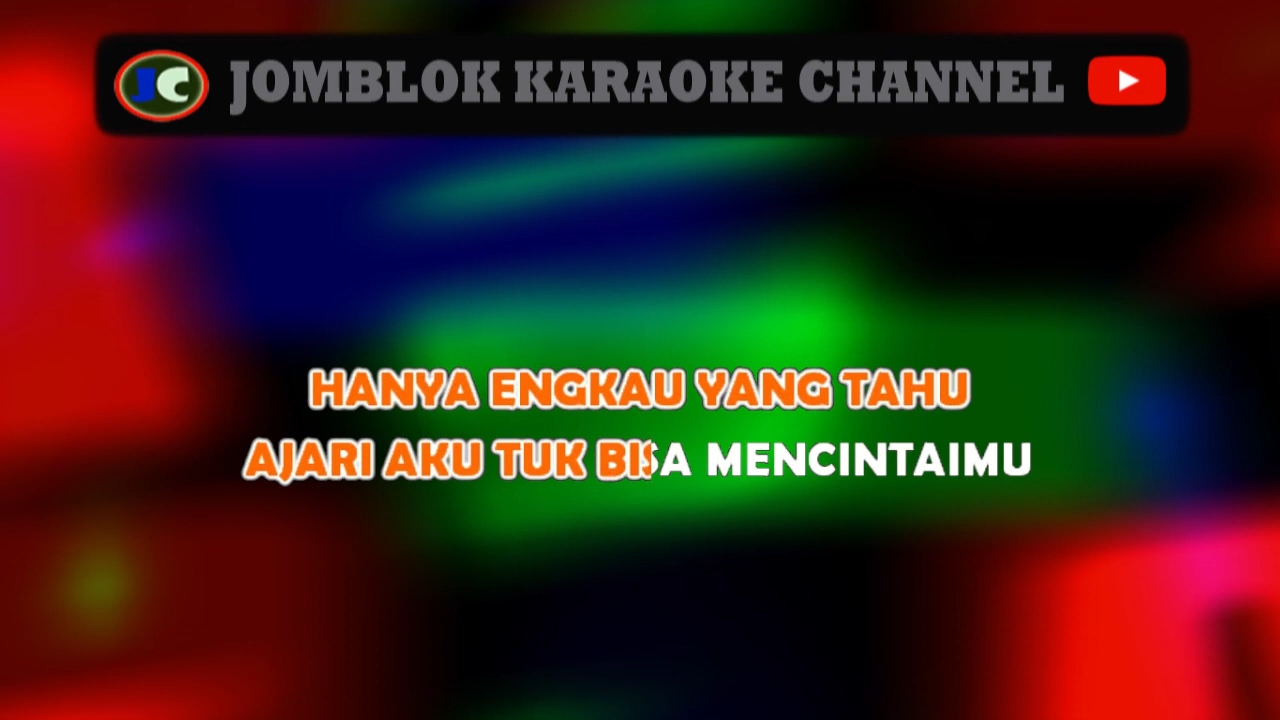 JC JOMBLOK KARAOKE CHANNEL
HANYA ENGKAU YANG TAHU
AJARI AKU TUK BISA MENCINTAIMU